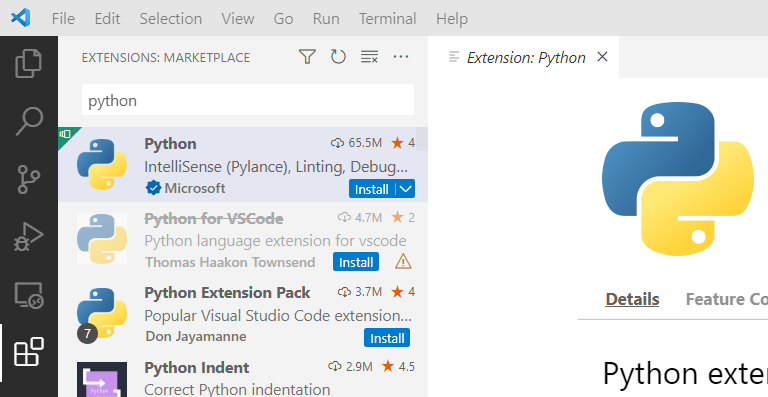 File Edit Selection View Go Run Terminal Help
EXTENSIONS: MARKETPLACE
Extension: Python
python
Python 65.5M 4
IntelliSense (Pylance), Linting, Debug...
Microsoft Install
Python for VSCode 4.7M 2
Python language extension for vscode
Thomas Haakon Townsend Install
Python Extension Pack 3.7M 4
Popular Visual Studio Code extension...
7 Don Jayamanne Install
Python Indent 2.9M 4.5
Correct Python indentation
Python
Details Feature Co
Python exte